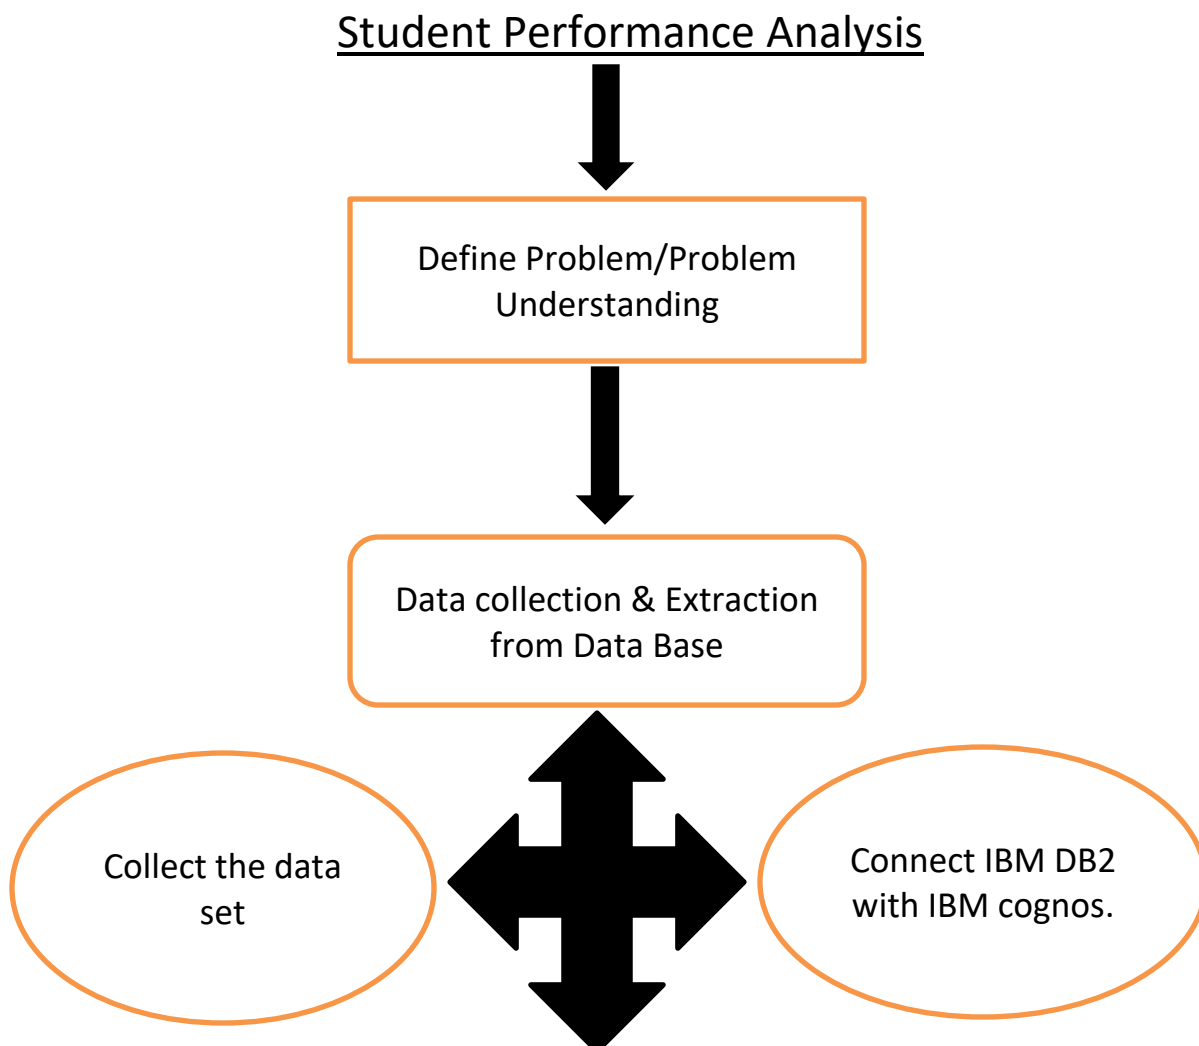 Student Performance Analysis
Define Problem/Problem
Understanding
Data collection & Extraction
from Data Base
Collect the data
set
Connect IBM DB2
with IBM cognos.